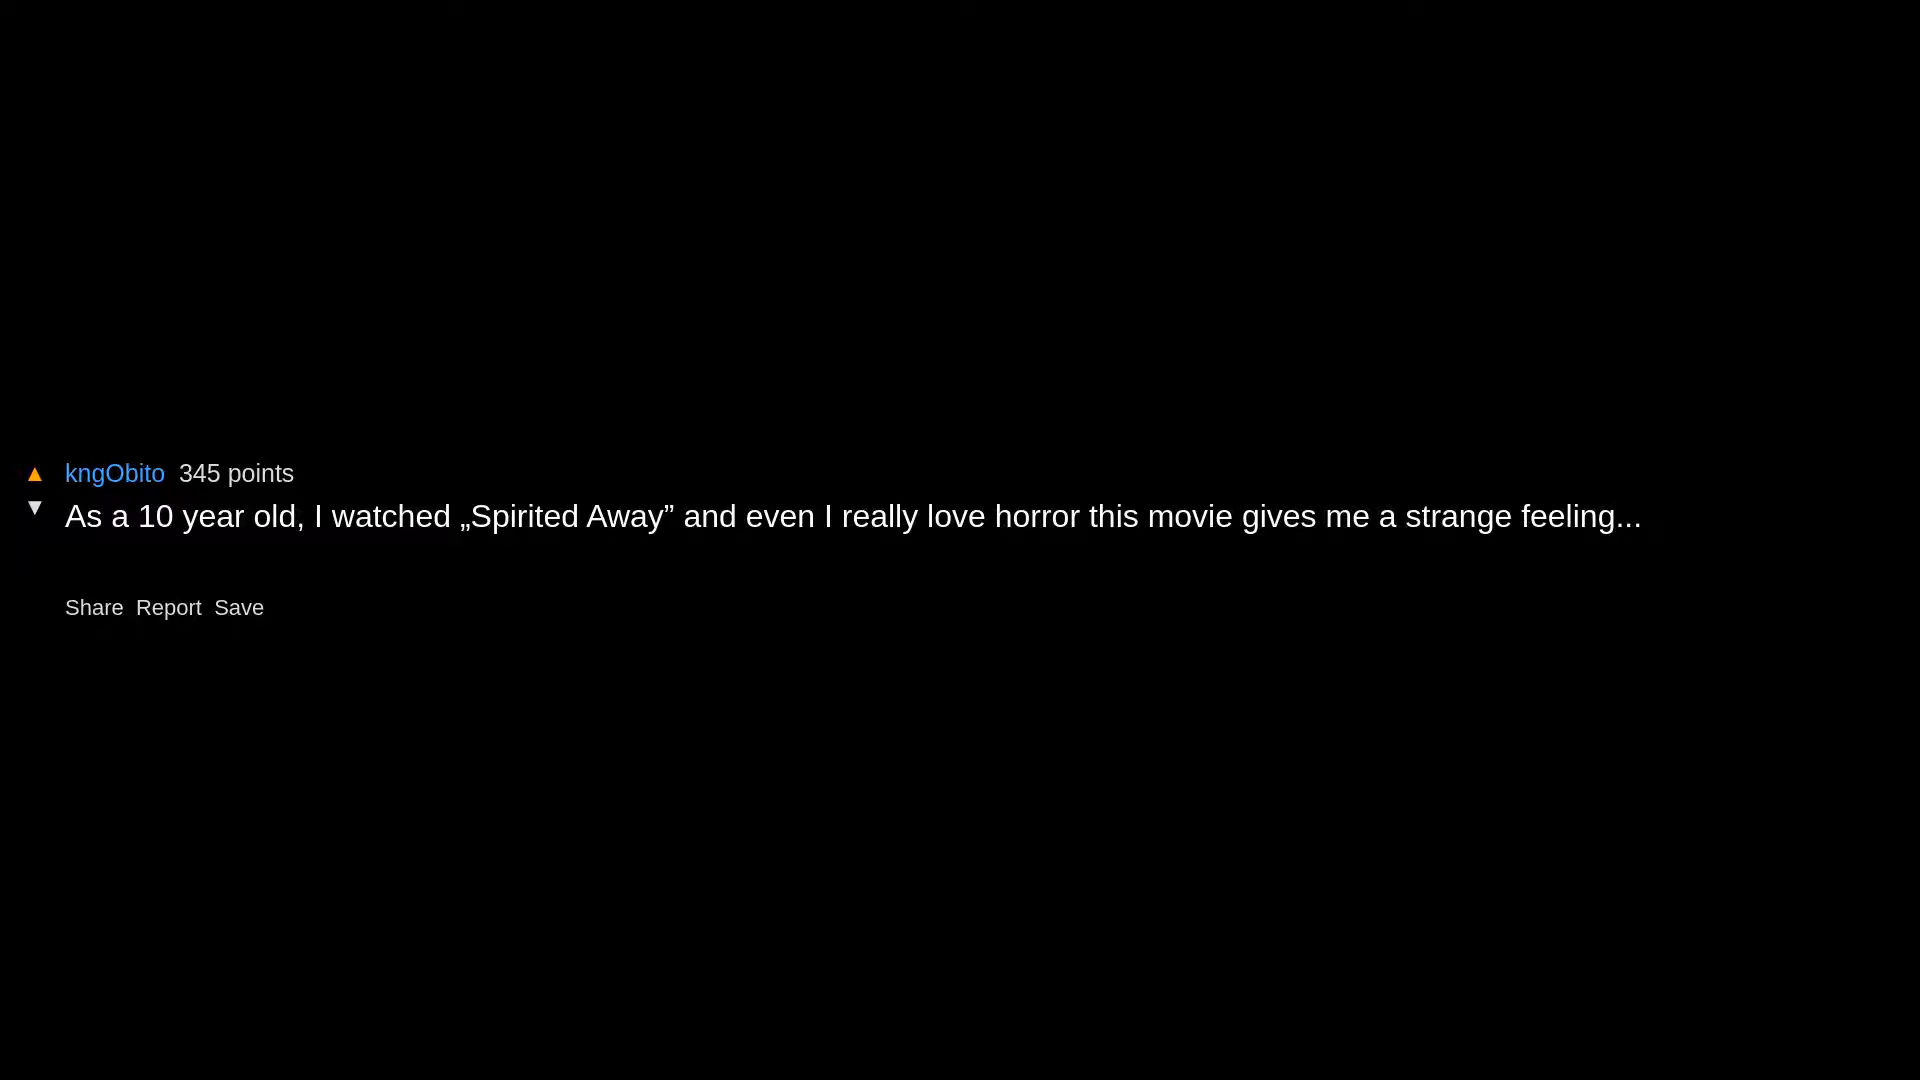 kngObito 345 points
As a 10 year old, I watched „Spirited Away” and even I really love horror this movie gives me a strange feeling...
Share Report Save